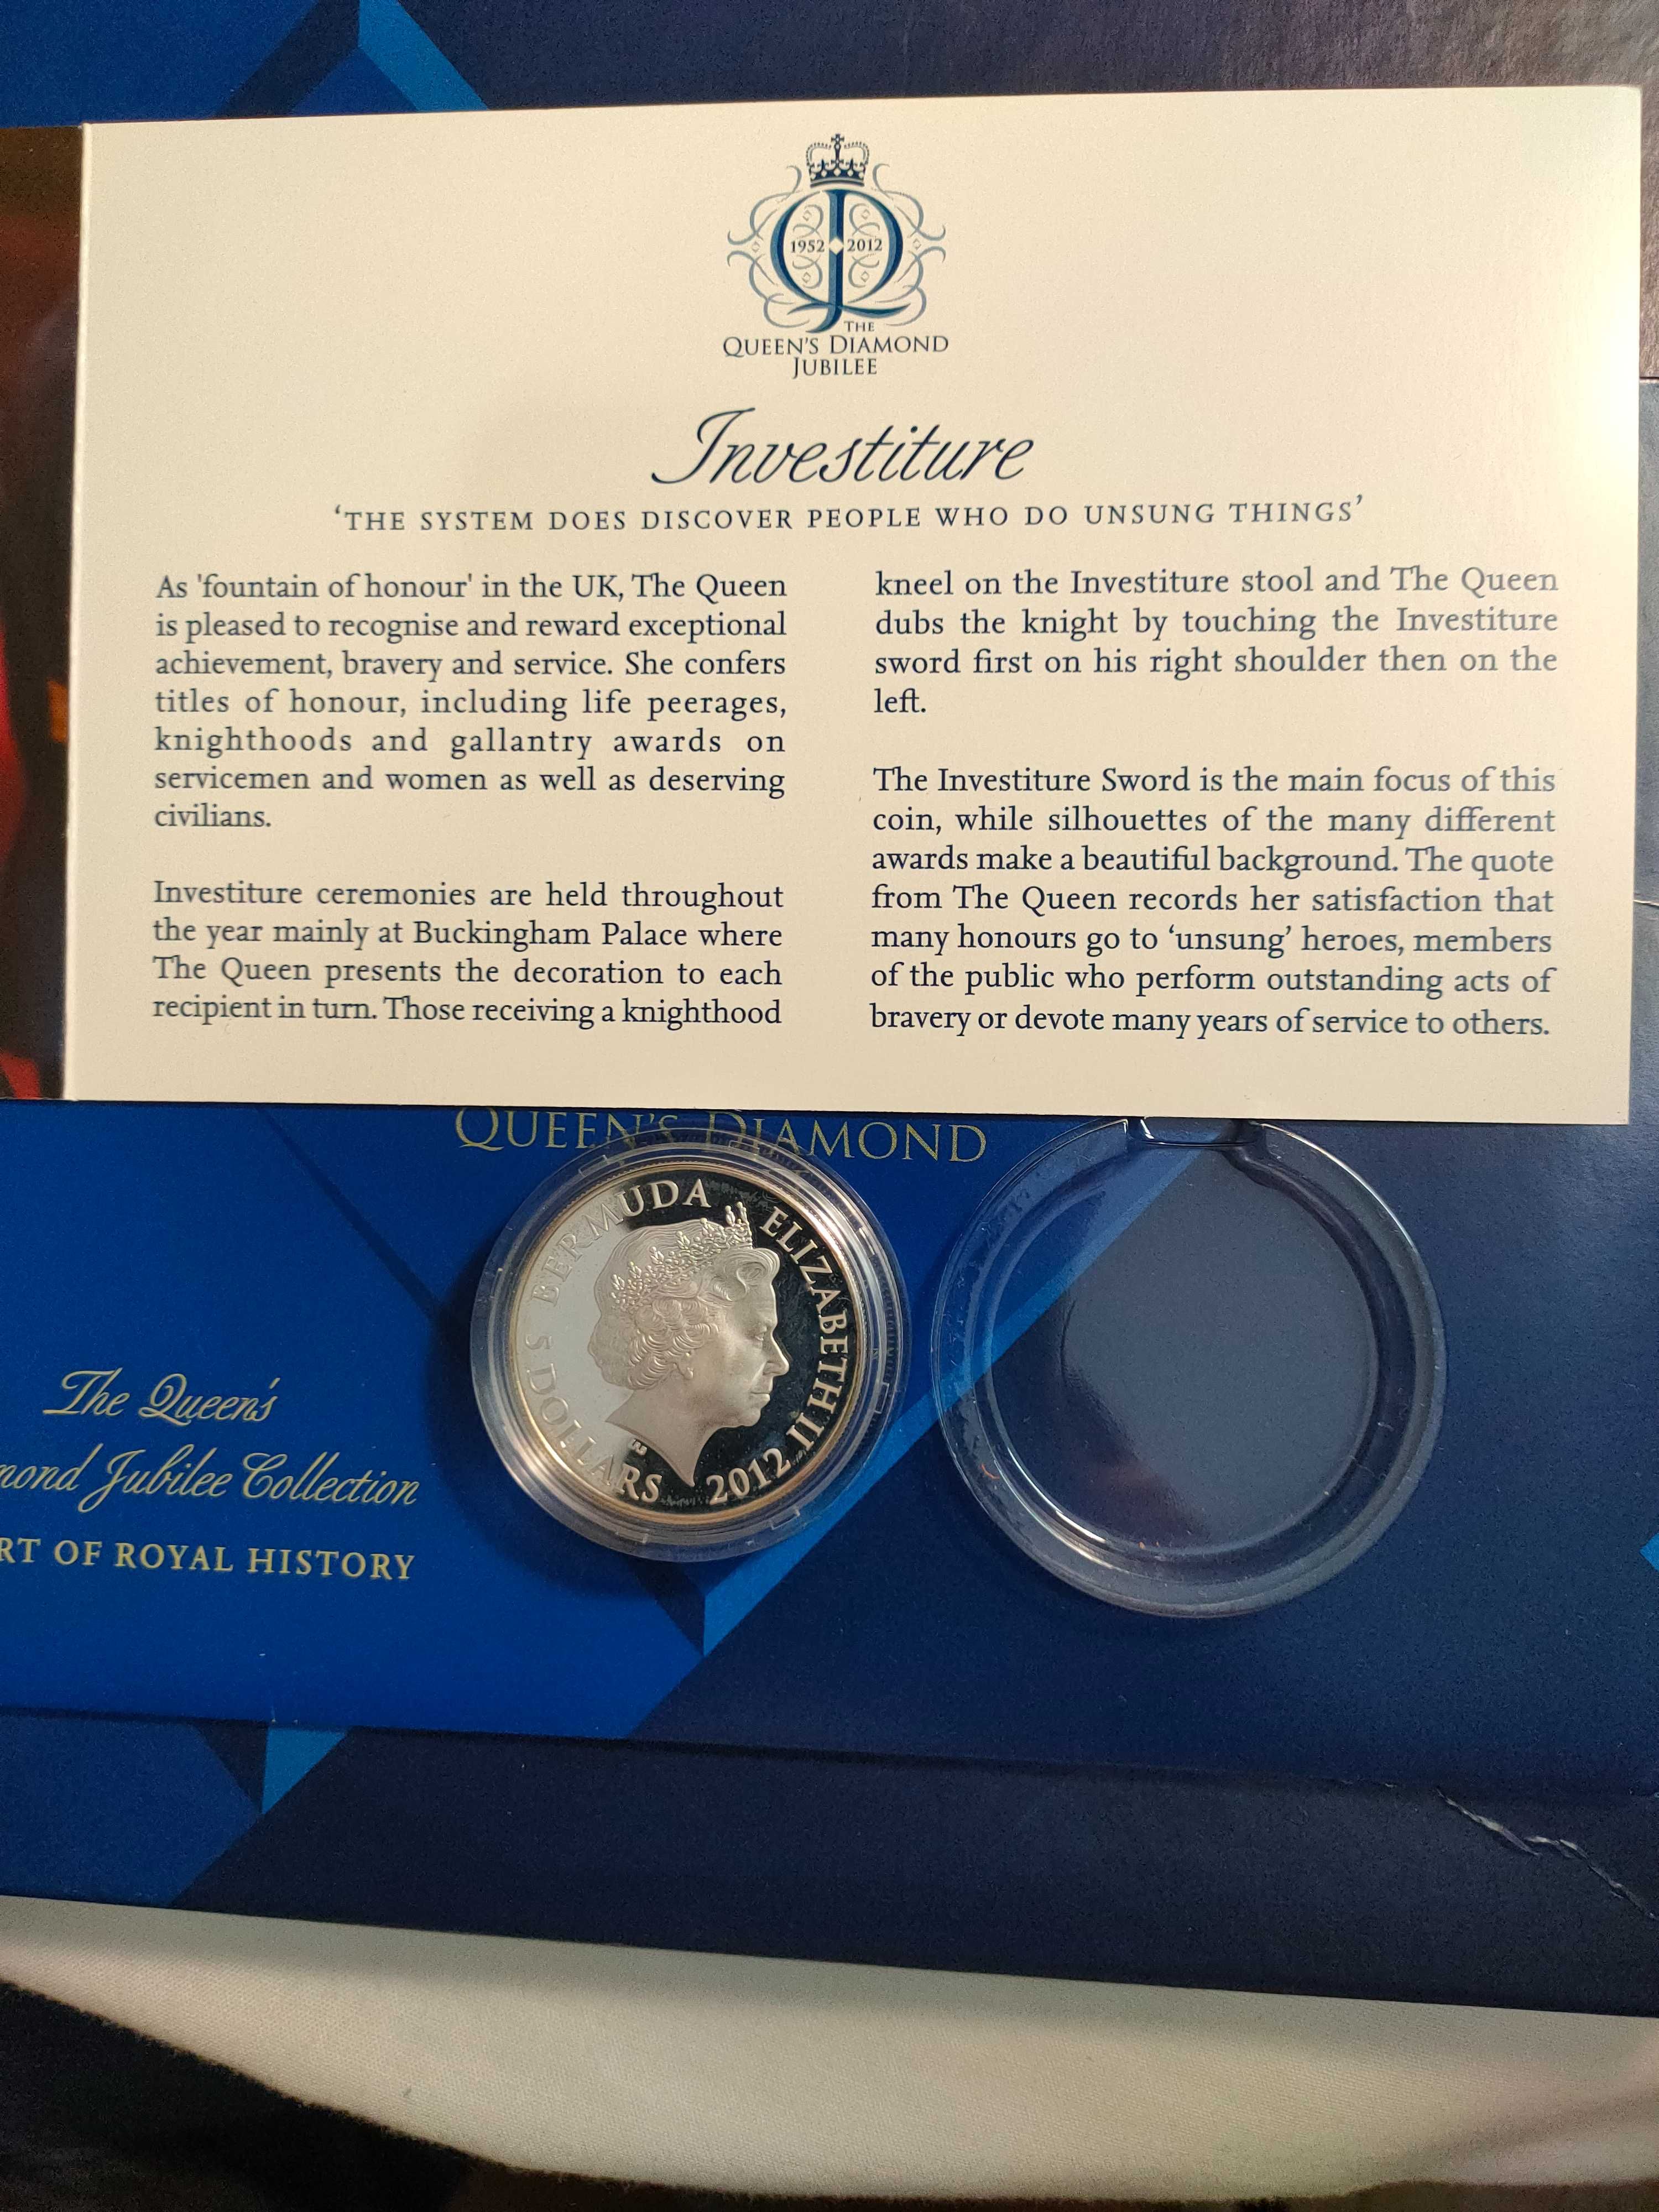 1952 2012
THE
QUEEN'S DIAMOND
JUBILEE
Investiture
‘THE SYSTEM DOES DISCOVER PEOPLE WHO DO UNSUNG THINGS’
As 'fountain of honour' in the UK, The Queen
is pleased to recognise and reward exceptional
achievement, bravery and service. She confers
titles of honour, including life peerages,
knighthoods and gallantry awards on
servicemen and women as well as deserving
civilians.
Investiture ceremonies are held throughout
the year mainly at Buckingham Palace where
The Queen presents the decoration to each
recipient in turn. Those receiving a knighthood
kneel on the Investiture stool and The Queen
dubs the knight by touching the Investiture
sword first on his right shoulder then on the
left.
The Investiture Sword is the main focus of this
coin, while silhouettes of the many different
awards make a beautiful background. The quote
from The Queen records her satisfaction that
many honours go to ‘unsung’ heroes, members
of the public who perform outstanding acts of
bravery or devote many years of service to others.
QUEEN'S DIAMOND
BERMUDA ELIZABETH II 2012 5 DOLLARS
The Queen's
mond Jubilee Collection
RT OF ROYAL HISTORY